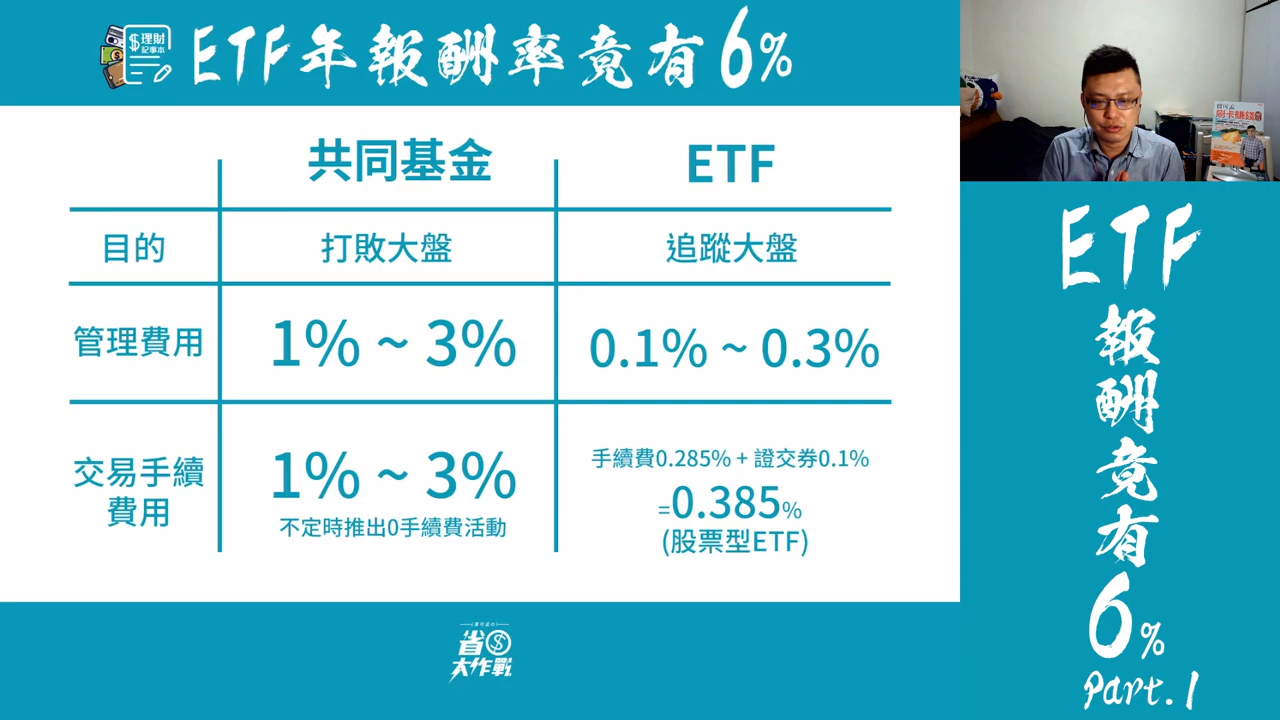 $理財
記事本
ETF年報酬率竟有6%
共同基金
ETF
目的
打敗大盤
追蹤大盤
管理費用
1% ~ 3%
0.1% ~ 0.3%
交易手續
費用
1% ~ 3%
不定時推出0手續費活動
手續費0.285% + 證交券0.1%
=0.385%
(股票型ETF)
省$
大作戰
刷卡賺錢
ETF
報
酬
竟
有
6%
Part.1